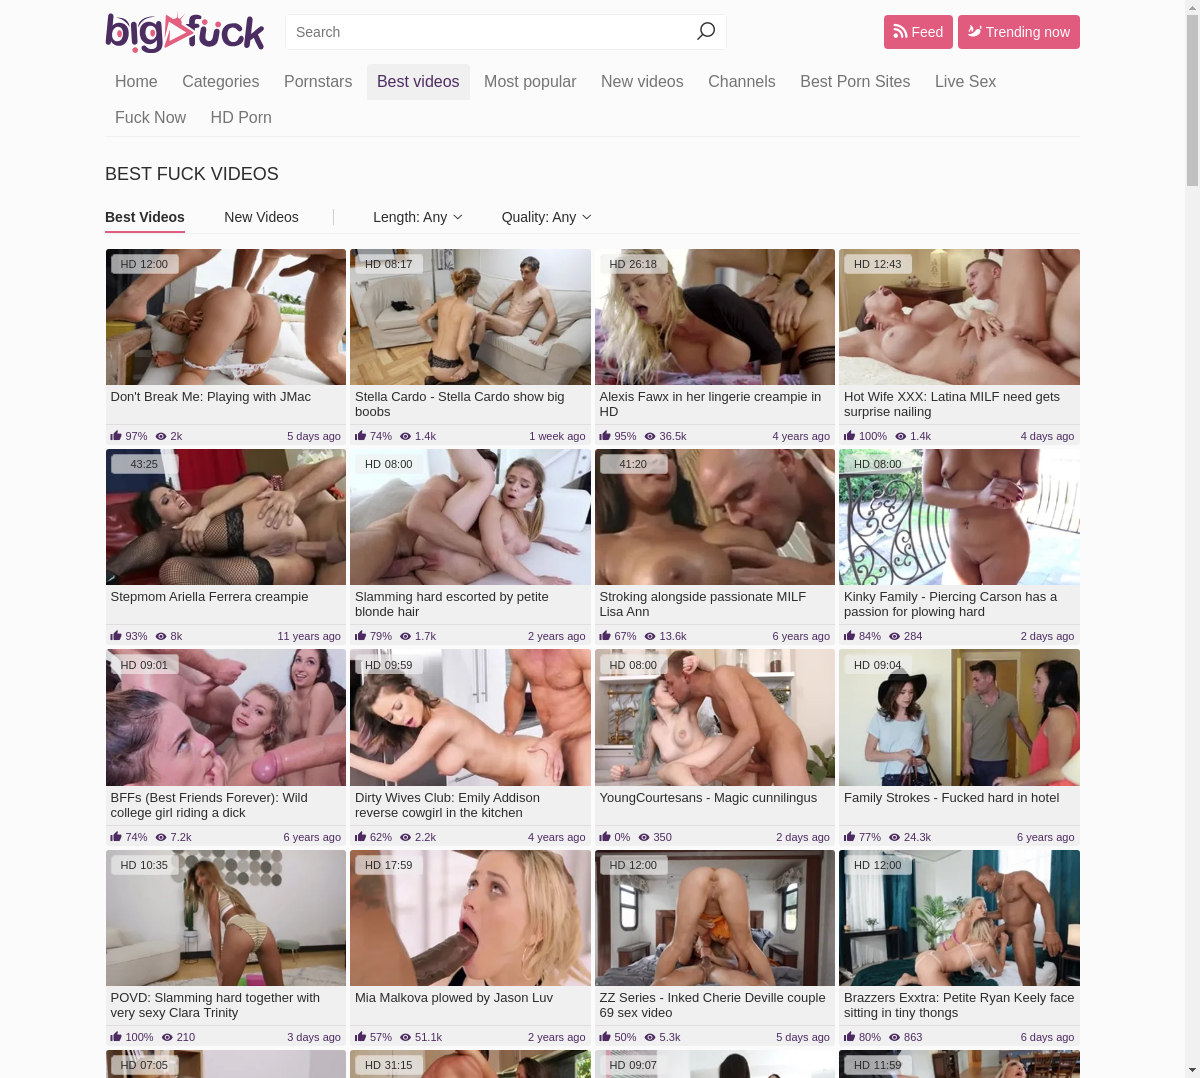 big fuck
Search
Feed
Trending now
Home Categories Pornstars Best videos Most popular New videos Channels Best Porn Sites Live Sex
Fuck Now HD Porn
BEST FUCK VIDEOS
Best Videos New Videos Length: Any Quality: Any
HD 12:00
Don't Break Me: Playing with JMac
97% 2k 5 days ago
HD 08:17
Stella Cardo - Stella Cardo show big
boobs
74% 1.4k 1 week ago
HD 26:18
Alexis Fawx in her lingerie creampie in
HD
95% 36.5k 4 years ago
HD 12:43
Hot Wife XXX: Latina MILF need gets
surprise nailing
100% 1.4k 4 days ago
43:25
Stepmom Ariella Ferrera creampie
93% 8k 11 years ago
HD 08:00
Slamming hard escorted by petite
blonde hair
79% 1.7k 2 years ago
41:20
Stroking alongside passionate MILF
Lisa Ann
67% 13.6k 6 years ago
HD 08:00
Kinky Family - Piercing Carson has a
passion for plowing hard
84% 284 2 days ago
HD 09:01
BFFs (Best Friends Forever): Wild
college girl riding a dick
74% 7.2k 6 years ago
HD 09:59
Dirty Wives Club: Emily Addison
reverse cowgirl in the kitchen
62% 2.2k 4 years ago
HD 08:00
YoungCourtesans - Magic cunnilingus
0% 350 2 days ago
HD 09:04
Family Strokes - Fucked hard in hotel
77% 24.3k 6 years ago
HD 10:35
POVD: Slamming hard together with
very sexy Clara Trinity
100% 210 3 days ago
HD 17:59
Mia Malkova plowed by Jason Luv
57% 51.1k 2 years ago
HD 12:00
ZZ Series - Inked Cherie Deville couple
69 sex video
50% 5.3k 5 days ago
HD 12:00
Brazzers Exxtra: Petite Ryan Keely face
sitting in tiny thongs
80% 863 6 days ago
HD 07:05
HD 31:15
HD 09:07
HD 11:59